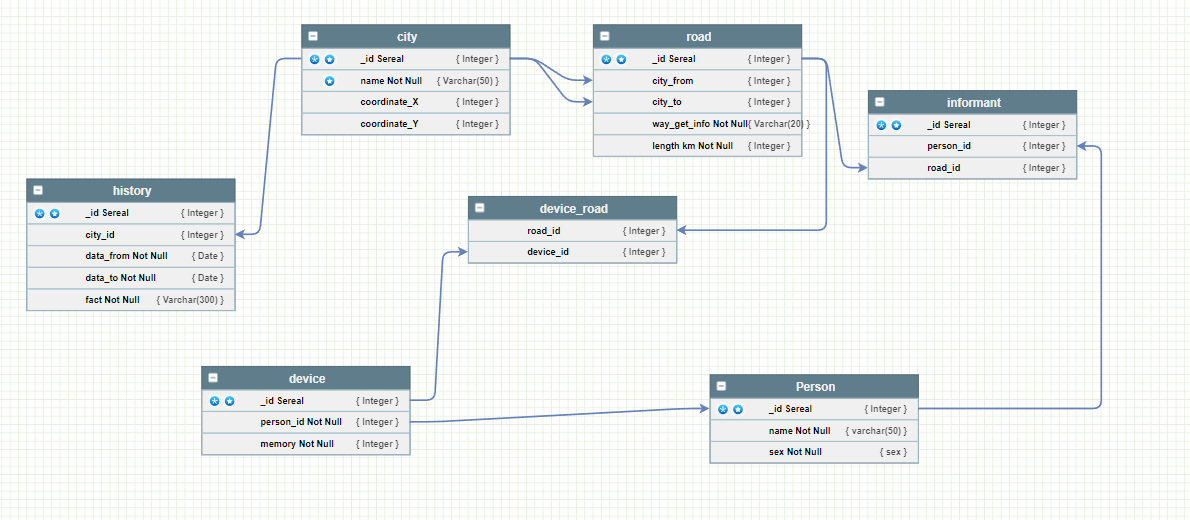 city
_id Sereal { Integer }
name Not Null { Varchar(50) }
coordinate_X { Integer }
coordinate_Y { Integer }
road
_id Sereal { Integer }
city_from { Integer }
city_to { Integer }
way_get_info Not Null{ Varchar(20) }
length km Not Null { Integer }
informant
_id Sereal { Integer }
person_id { Integer }
road_id { Integer }
history
_id Sereal { Integer }
city_id { Integer }
data_from Not Null { Date }
data_to Not Null { Date }
fact Not Null { Varchar(300) }
device_road
road_id { Integer }
device_id { Integer }
device
_id Sereal { Integer }
person_id Not Null { Integer }
memory Not Null { Integer }
Person
_id Sereal { Integer }
name Not Null { varchar(50) }
sex Not Null { sex }